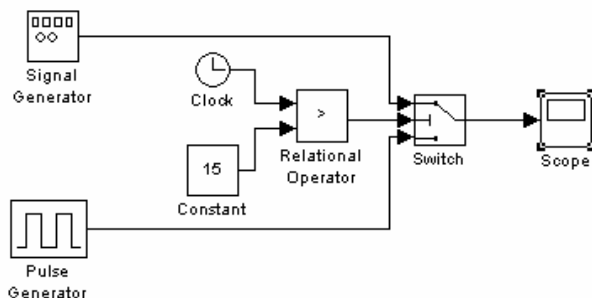 Signal
Generator
Clock
>
Relational
Operator
15
Constant
Switch
Scope
Pulse
Generator